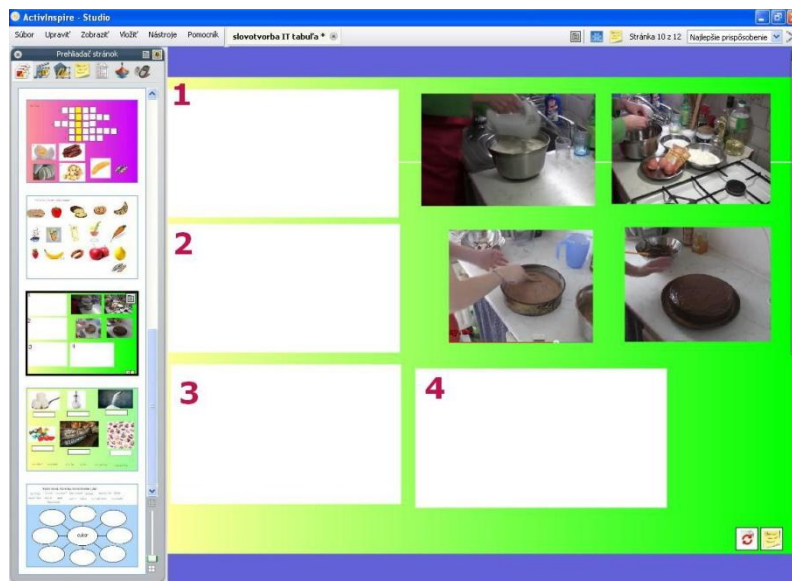 ActivInspire - Studio
Súbor Upraviť Zobraziť Vložiť Nástroje Pomocník slovotvorba IT tabuľa *
Stránka 10 z 12 Najlepšie prispôsobenie
Prehliadač stránok
1
2
3
4
cukor